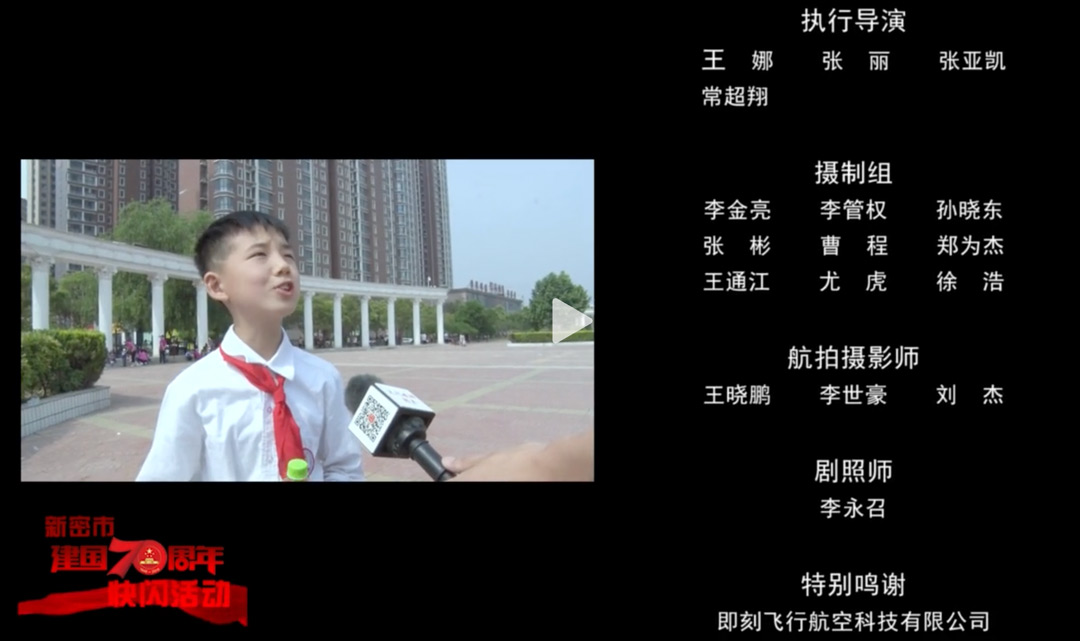 执行导演
王 娜 张 丽 张亚凯
常超翔
摄制组
李金亮 李管权 孙晓东
张 彬 曹 程 郑为杰
王通江 尤 虎 徐 浩
航拍摄影师
王晓鹏 李世豪 刘 杰
剧照师
李永召
特别鸣谢
即刻飞行航空科技有限公司
新密市
建国70周年
快闪活动